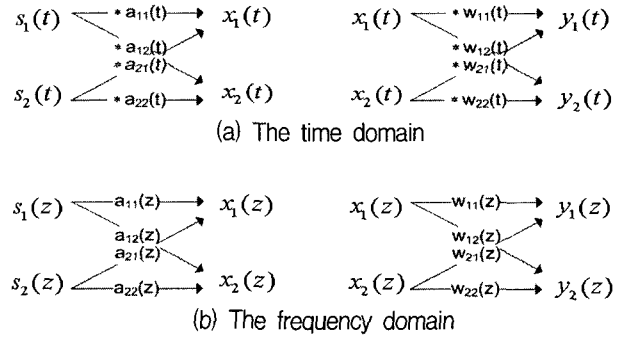 s₁(t) * a₁₁(t) x₁(t) x₁(t) * w₁₁(t) y₁(t)
* a₁₂(t) * w₁₂(t)
* a₂₁(t) * w₂₁(t)
s₂(t) * a₂₂(t) x₂(t) x₂(t) * w₂₂(t) y₂(t)
(a) The time domain
s₁(z) a₁₁(z) x₁(z) x₁(z) w₁₁(z) y₁(z)
a₁₂(z) w₁₂(z)
a₂₁(z) w₂₁(z)
s₂(z) a₂₂(z) x₂(z) x₂(z) w₂₂(z) y₂(z)
(b) The frequency domain